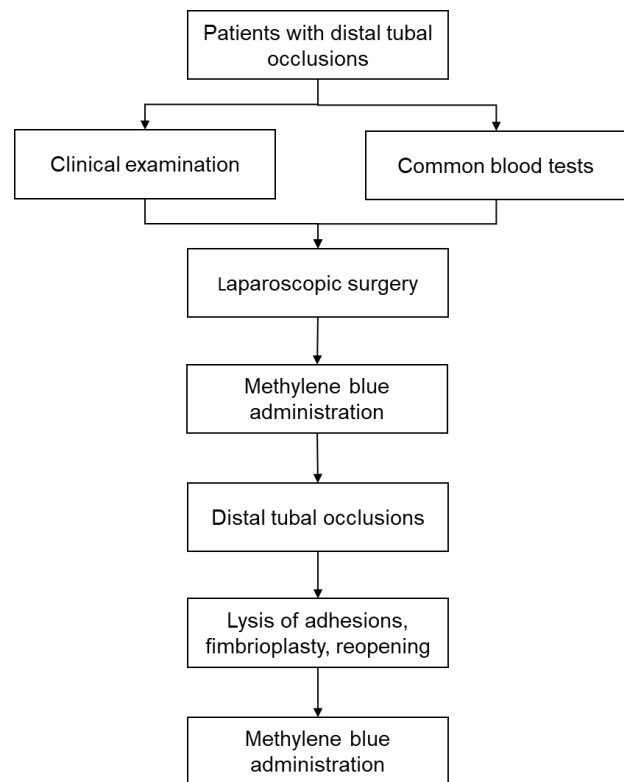 Patients with distal tubal
occlusions
Clinical examination
Common blood tests
Laparoscopic surgery
Methylene blue
administration
Distal tubal occlusions
Lysis of adhesions,
fimbrioplasty, reopening
Methylene blue
administration